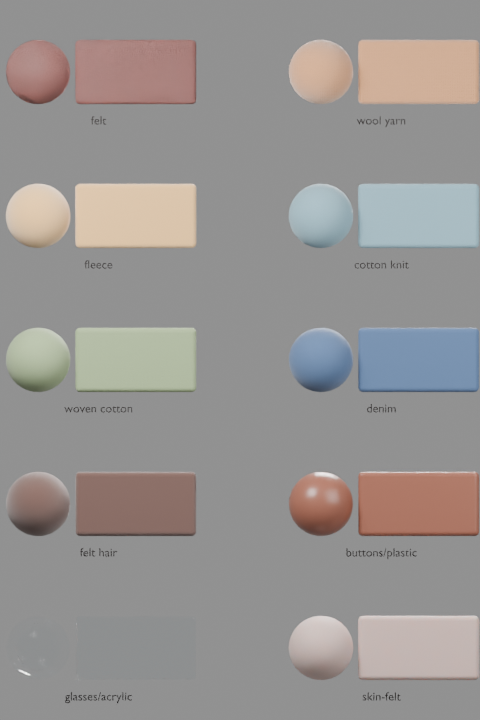 felt
wool yarn
fleece
cotton knit
woven cotton
denim
felt hair
buttons/plastic
glasses/acrylic
skin-felt